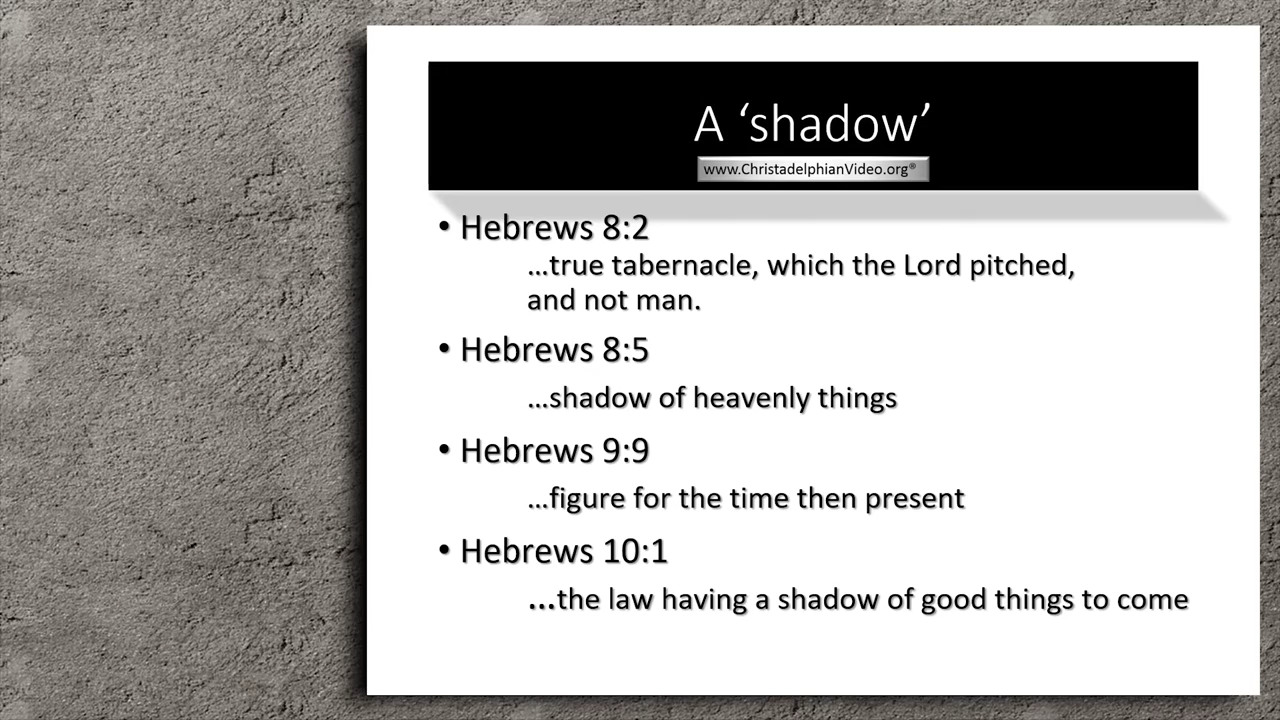 A ‘shadow’
www.ChristadelphianVideo.org®
• Hebrews 8:2
…true tabernacle, which the Lord pitched,
and not man.
• Hebrews 8:5
…shadow of heavenly things
• Hebrews 9:9
…figure for the time then present
• Hebrews 10:1
…the law having a shadow of good things to come